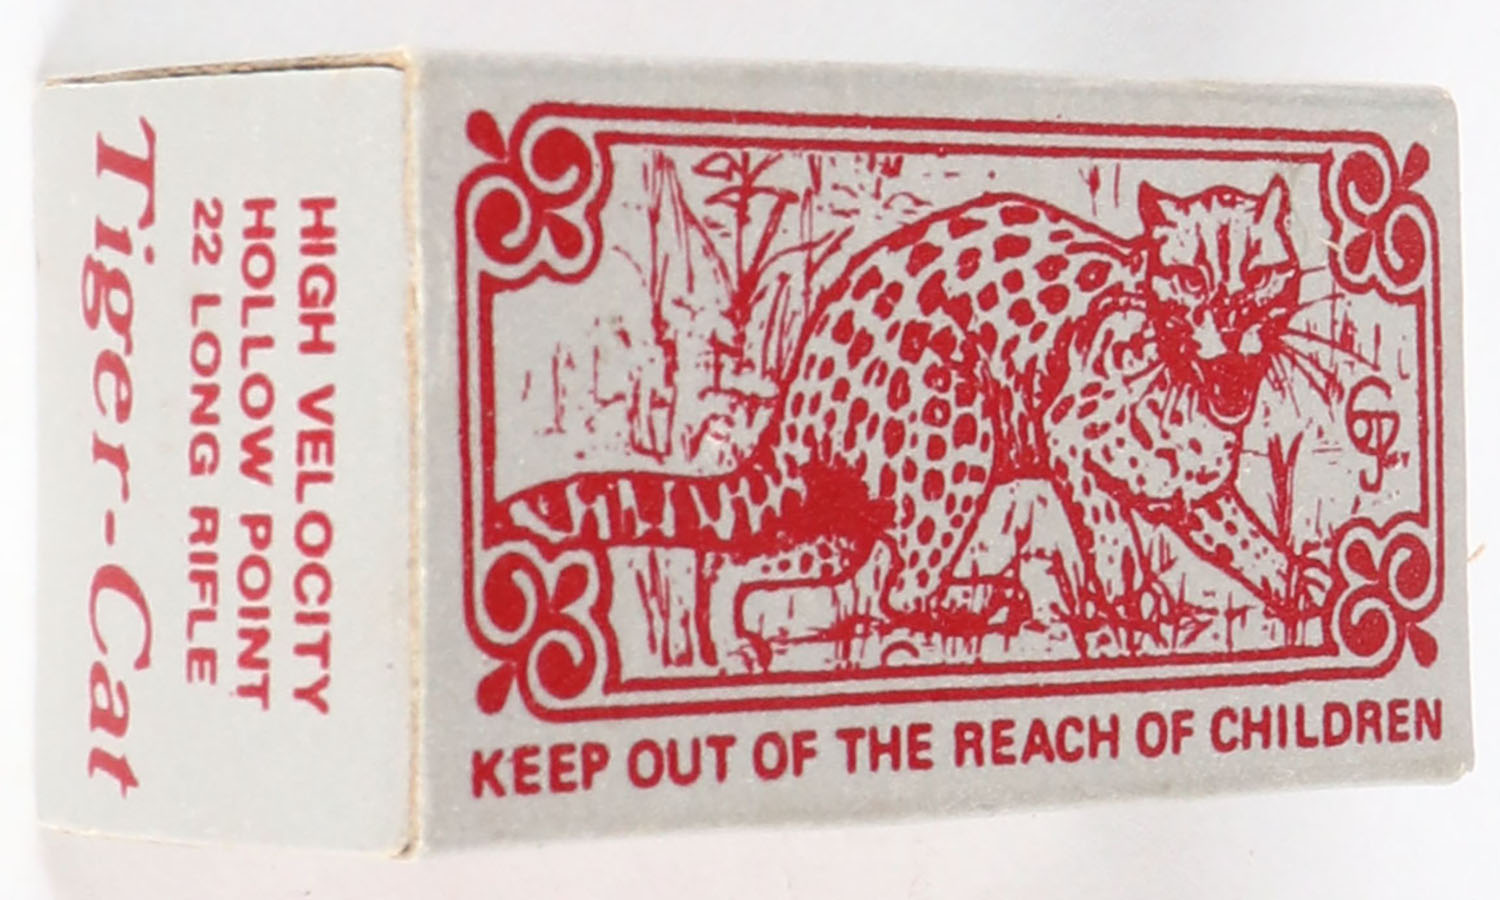 Tiger-Cat
22 LONG RIFLE
HOLLOW POINT
HIGH VELOCITY
KEEP OUT OF THE REACH OF CHILDREN